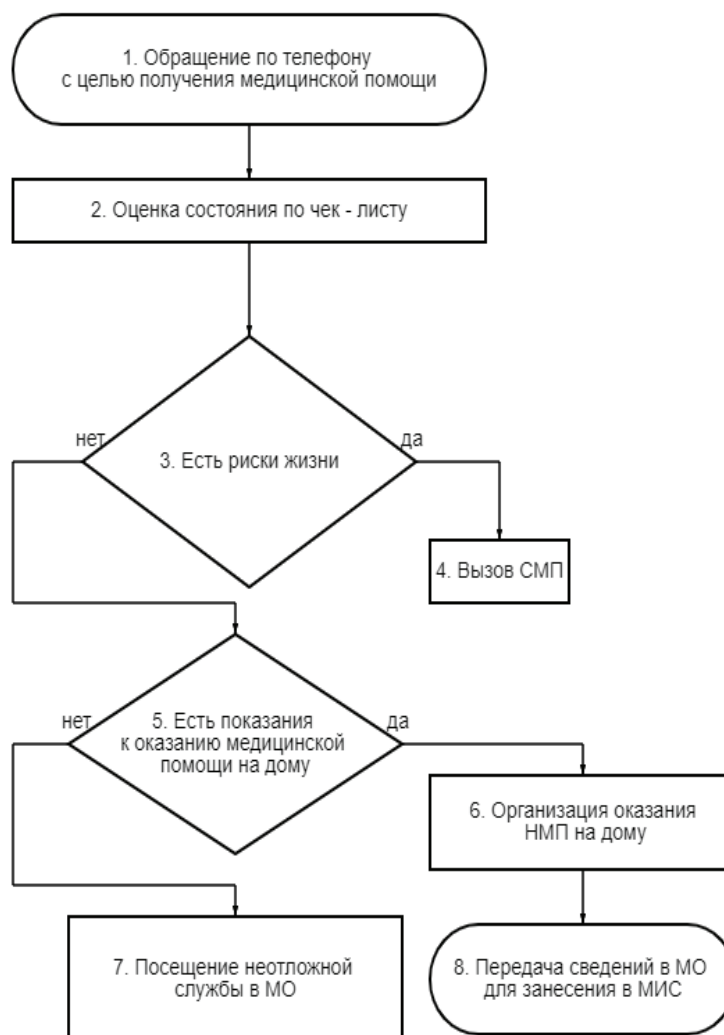 1. Обращение по телефону
с целью получения медицинской помощи
2. Оценка состояния по чек - листу
нет
да
3. Есть риски жизни
4. Вызов СМП
нет
да
5. Есть показания
к оказанию медицинской
помощи на дому
6. Организация оказания
НМП на дому
7. Посещение неотложной
службы в МО
8. Передача сведений в МО
для занесения в МИС